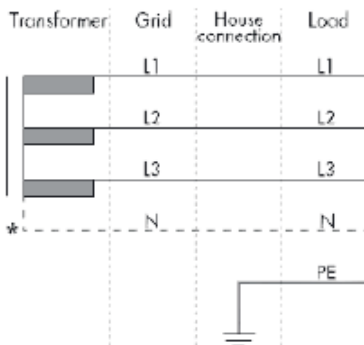 Transformer Grid House connection Load
L1 L1
L2 L2
L3 L3
* N N
PE